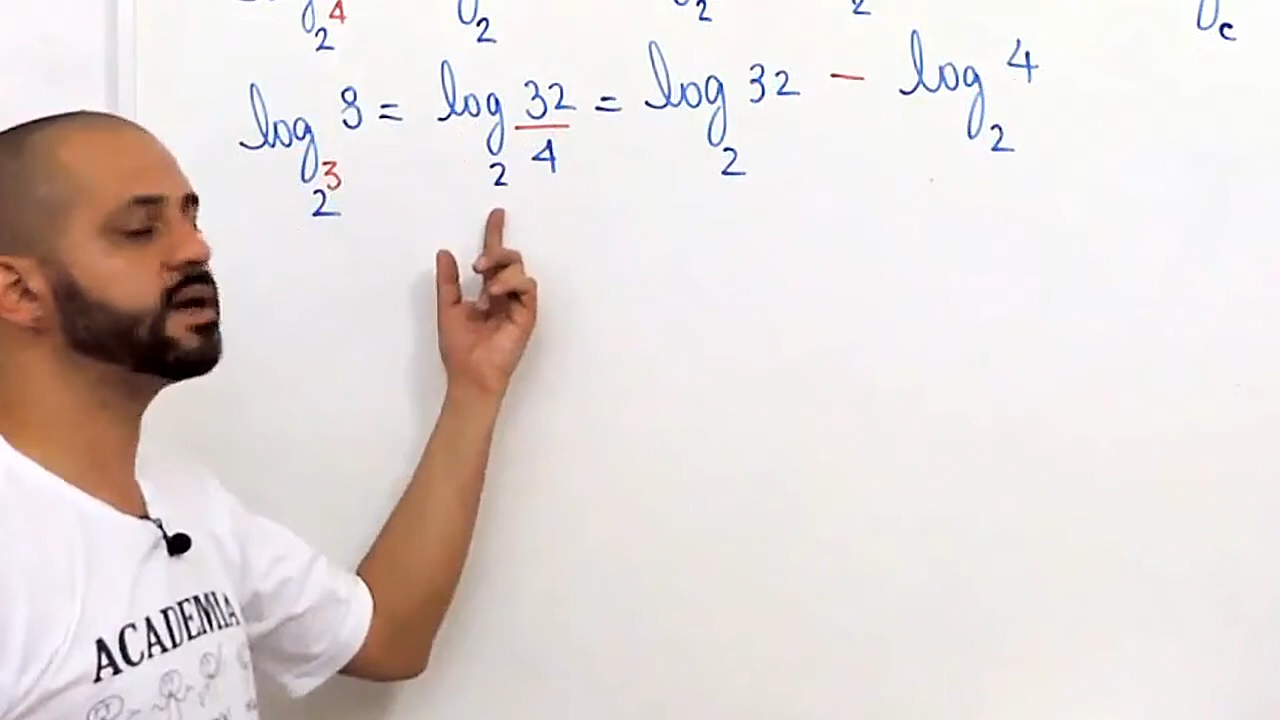 log₂ 8 = log₂ 32/4 = log₂ 32 − log₂ 4
3
ACADEMIA